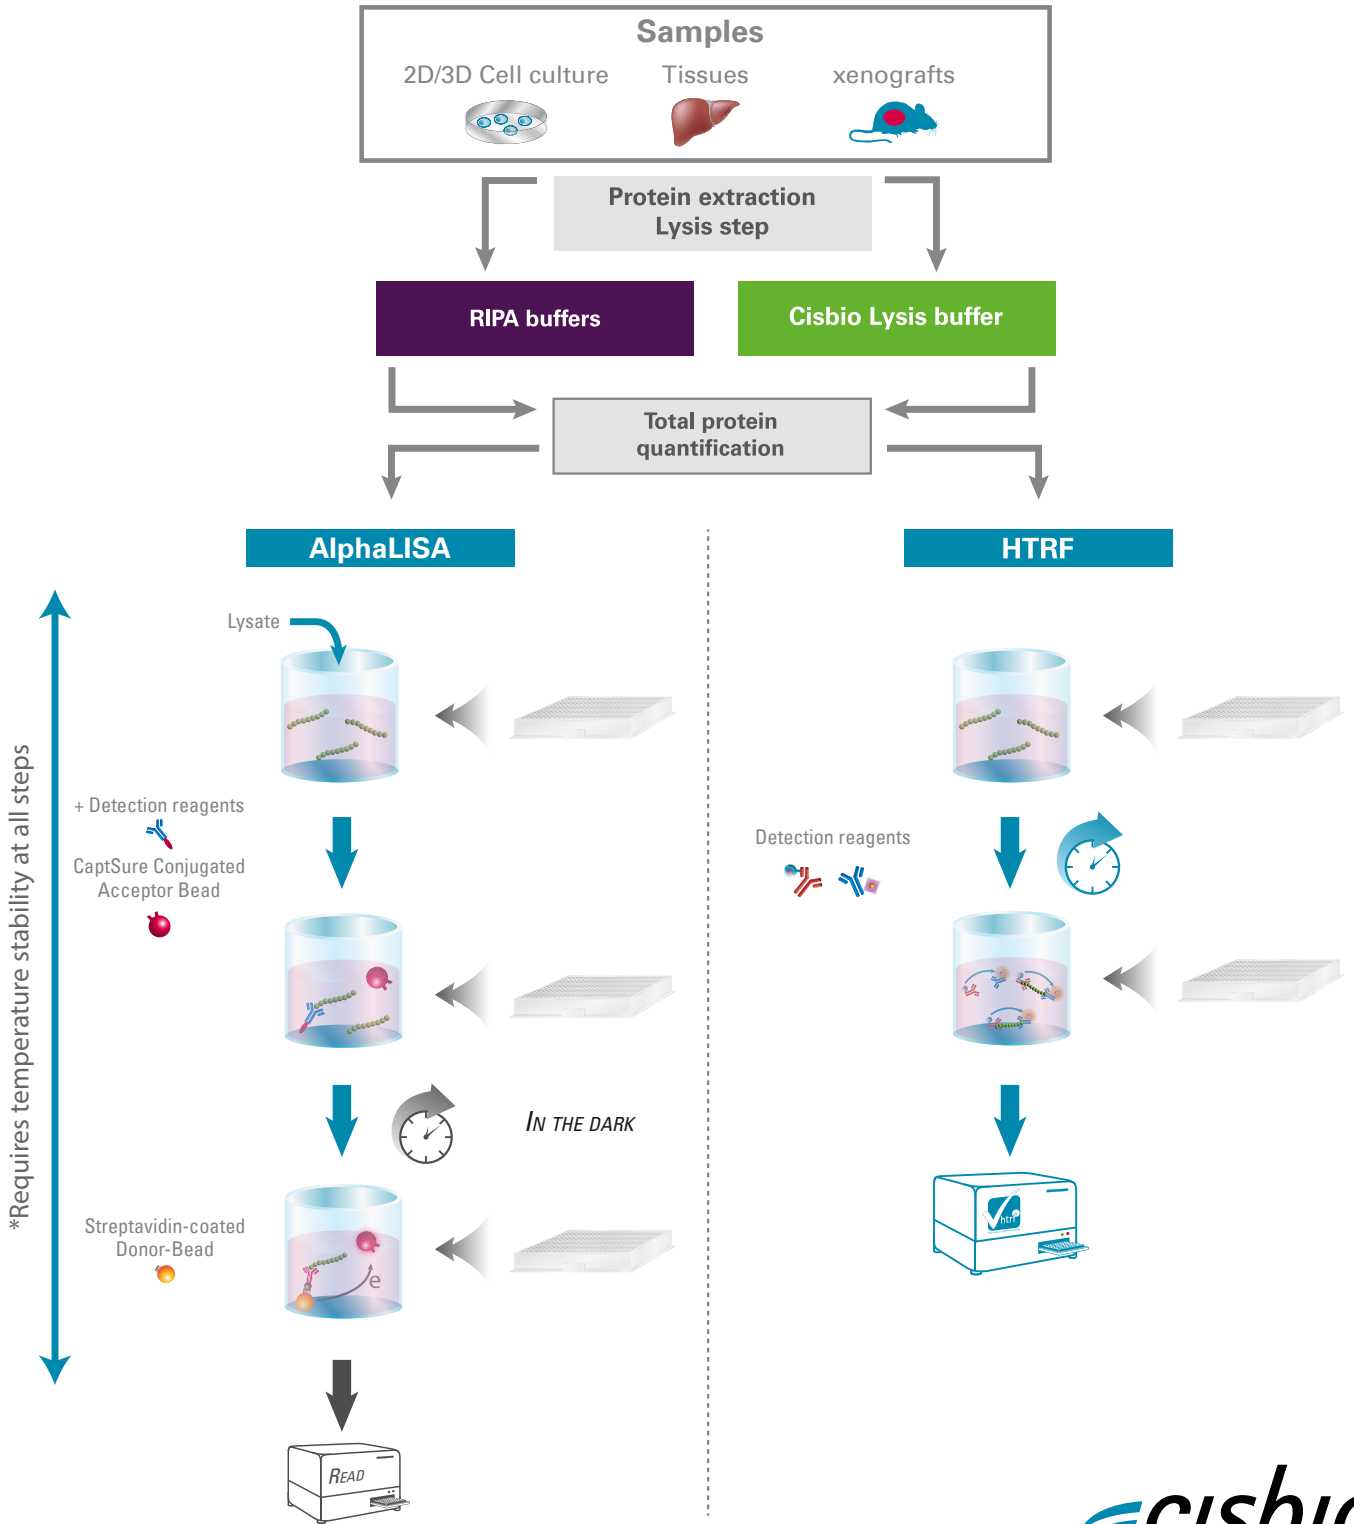 Samples
2D/3D Cell culture
Tissues
xenografts
Protein extraction
Lysis step
RIPA buffers
Cisbio Lysis buffer
Total protein
quantification
AlphaLISA
HTRF
*Requires temperature stability at all steps
Lysate
+ Detection reagents
CaptSure Conjugated
Acceptor Bead
Detection reagents
IN THE DARK
Streptavidin-coated
Donor-Bead
e
htrf
READ